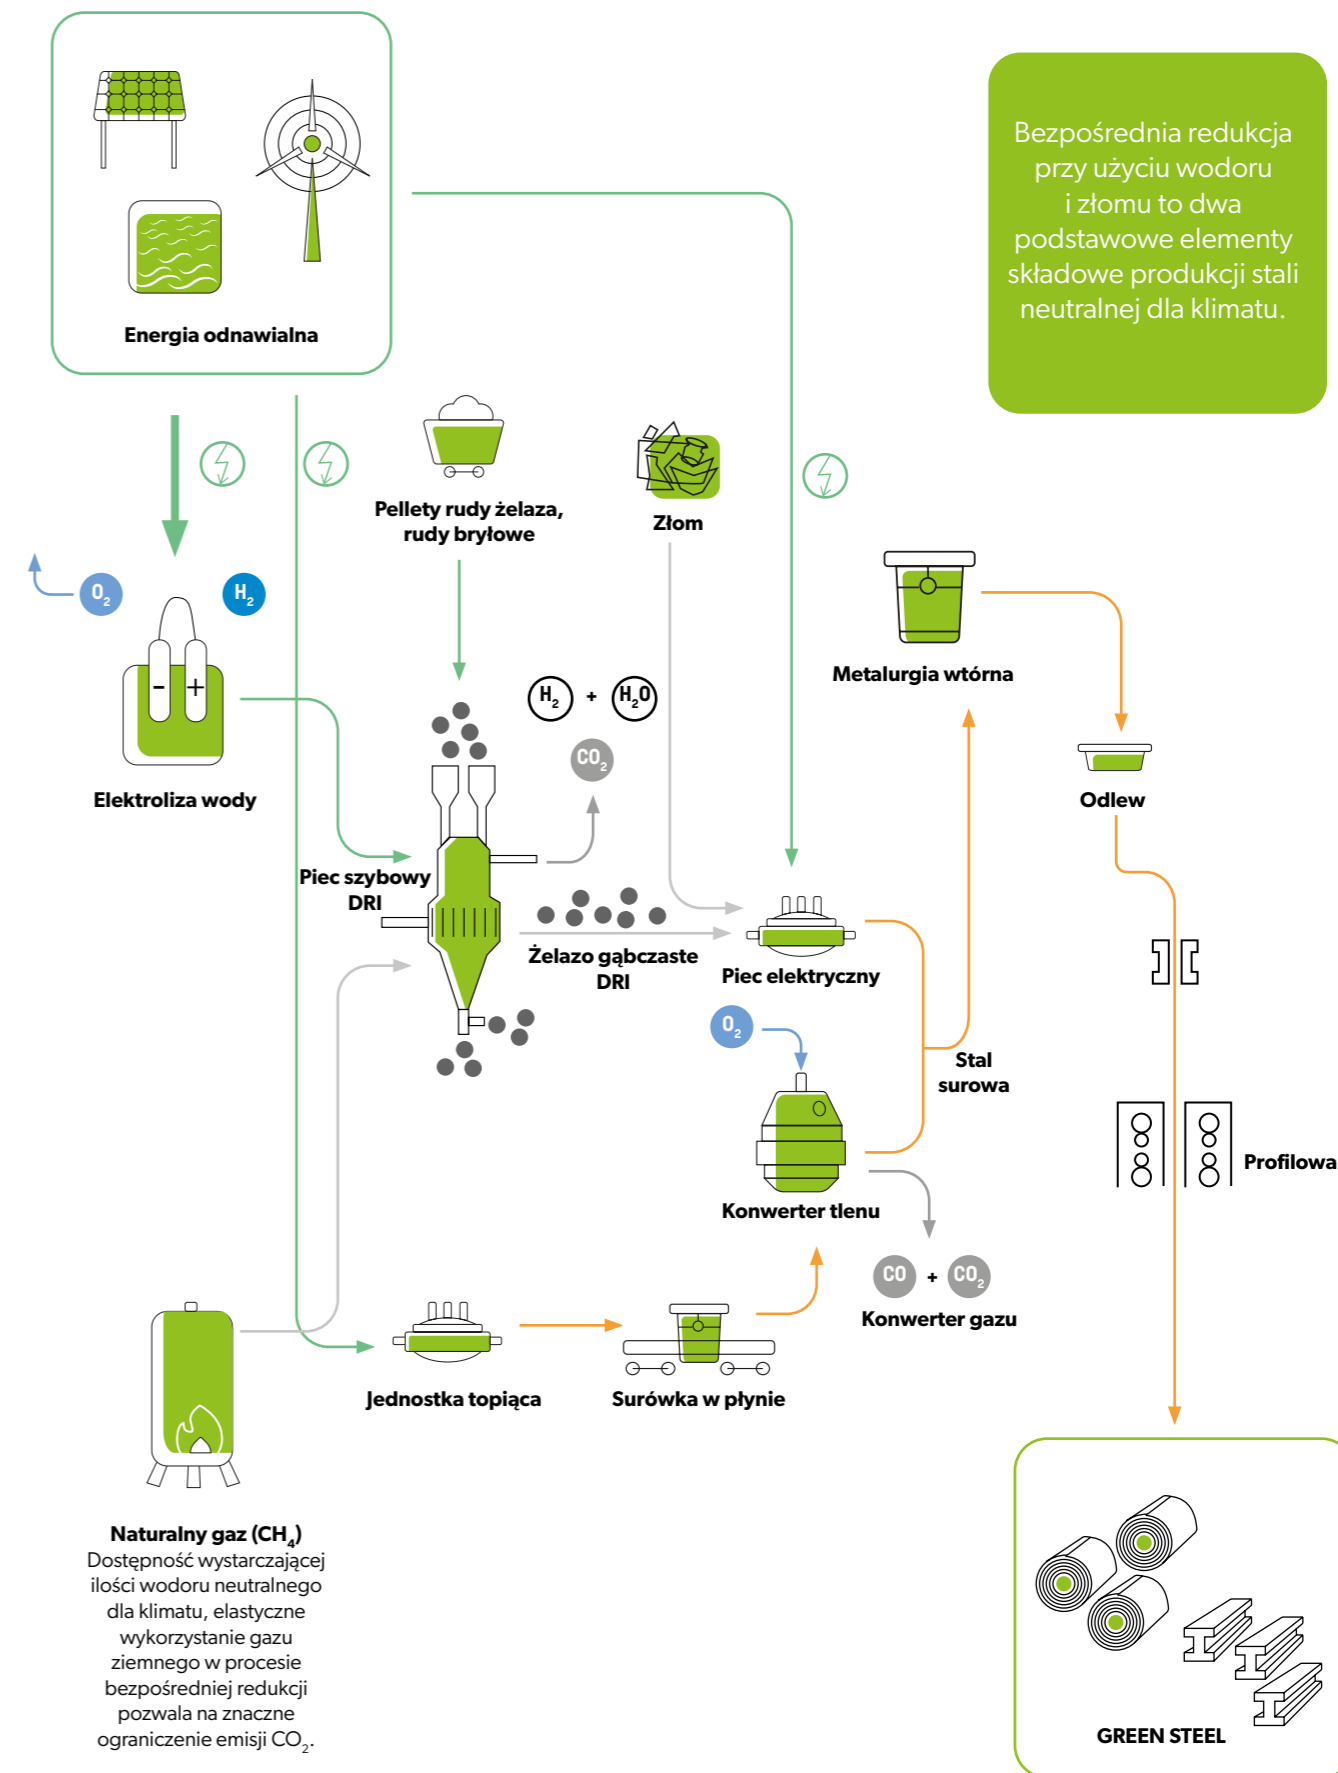 Bezpośrednia redukcja
przy użyciu wodoru
i złomu to dwa
podstawowe elementy
składowe produkcji stali
neutralnej dla klimatu.
Energia odnawialna
Pellety rudy żelaza,
rudy bryłowe
Złom
O₂
H₂
- +
Elektroliza wody
H₂ + H₂O
CO₂
Metalurgia wtórna
Odlew
Piec szybowy
DRI
Żelazo gąbczaste
DRI
Piec elektryczny
O₂
Stal
surowa
Konwerter tlenu
Profilowa
CO + CO₂
Konwerter gazu
Jednostka topiąca
Surówka w płynie
Naturalny gaz (CH₄)
Dostępność wystarczającej
ilości wodoru neutralnego
dla klimatu, elastyczne
wykorzystanie gazu
ziemnego w procesie
bezpośredniej redukcji
pozwala na znaczne
ograniczenie emisji CO₂.
GREEN STEEL